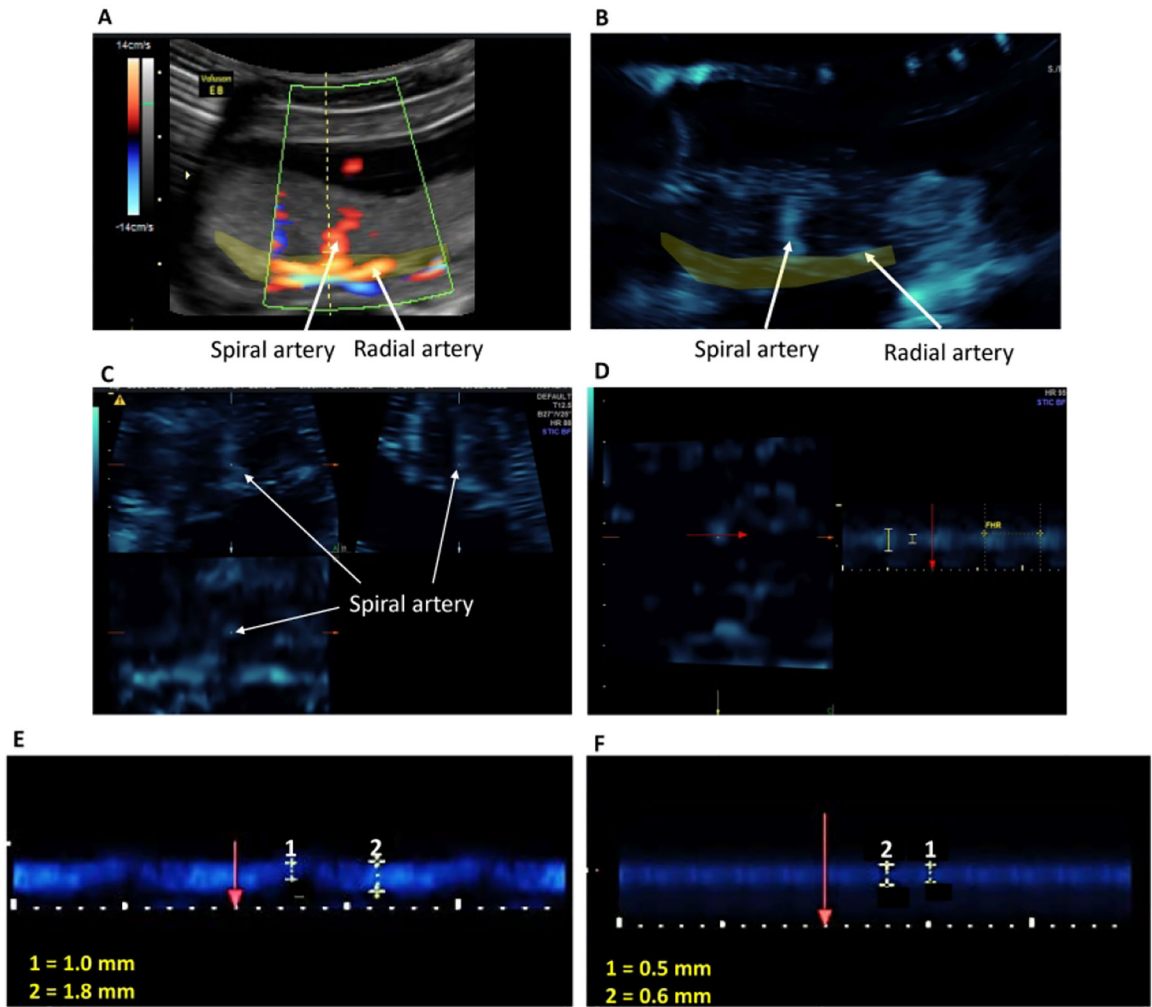 A
14cm/s
Voluson
E8
-14cm/s
Spiral artery
Radial artery
B
S./
Spiral artery
Radial artery
C
DEFAULT
HR 88
STIC BF
Spiral artery
D
STIC BF
FHR
E
1
2
1 = 1.0 mm
2 = 1.8 mm
F
2
1
1 = 0.5 mm
2 = 0.6 mm